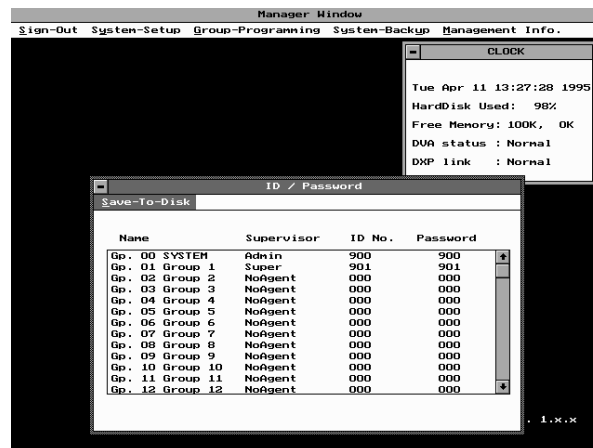 Manager Window
Sign-Out System-Setup Group-Programming System-Backup Management Info.
CLOCK
Tue Apr 11 13:27:28 1995
HardDisk Used: 98%
Free Memory: 100K, OK
DVA status : Normal
DXP link : Normal
ID / Password
Save-To-Disk
Name Supervisor ID No. Password
Gp. 00 SYSTEM Admin 900 900
Gp. 01 Group 1 Super 901 901
Gp. 02 Group 2 NoAgent 000 000
Gp. 03 Group 3 NoAgent 000 000
Gp. 04 Group 4 NoAgent 000 000
Gp. 05 Group 5 NoAgent 000 000
Gp. 06 Group 6 NoAgent 000 000
Gp. 07 Group 7 NoAgent 000 000
Gp. 08 Group 8 NoAgent 000 000
Gp. 09 Group 9 NoAgent 000 000
Gp. 10 Group 10 NoAgent 000 000
Gp. 11 Group 11 NoAgent 000 000
Gp. 12 Group 12 NoAgent 000 000
. 1.x.x